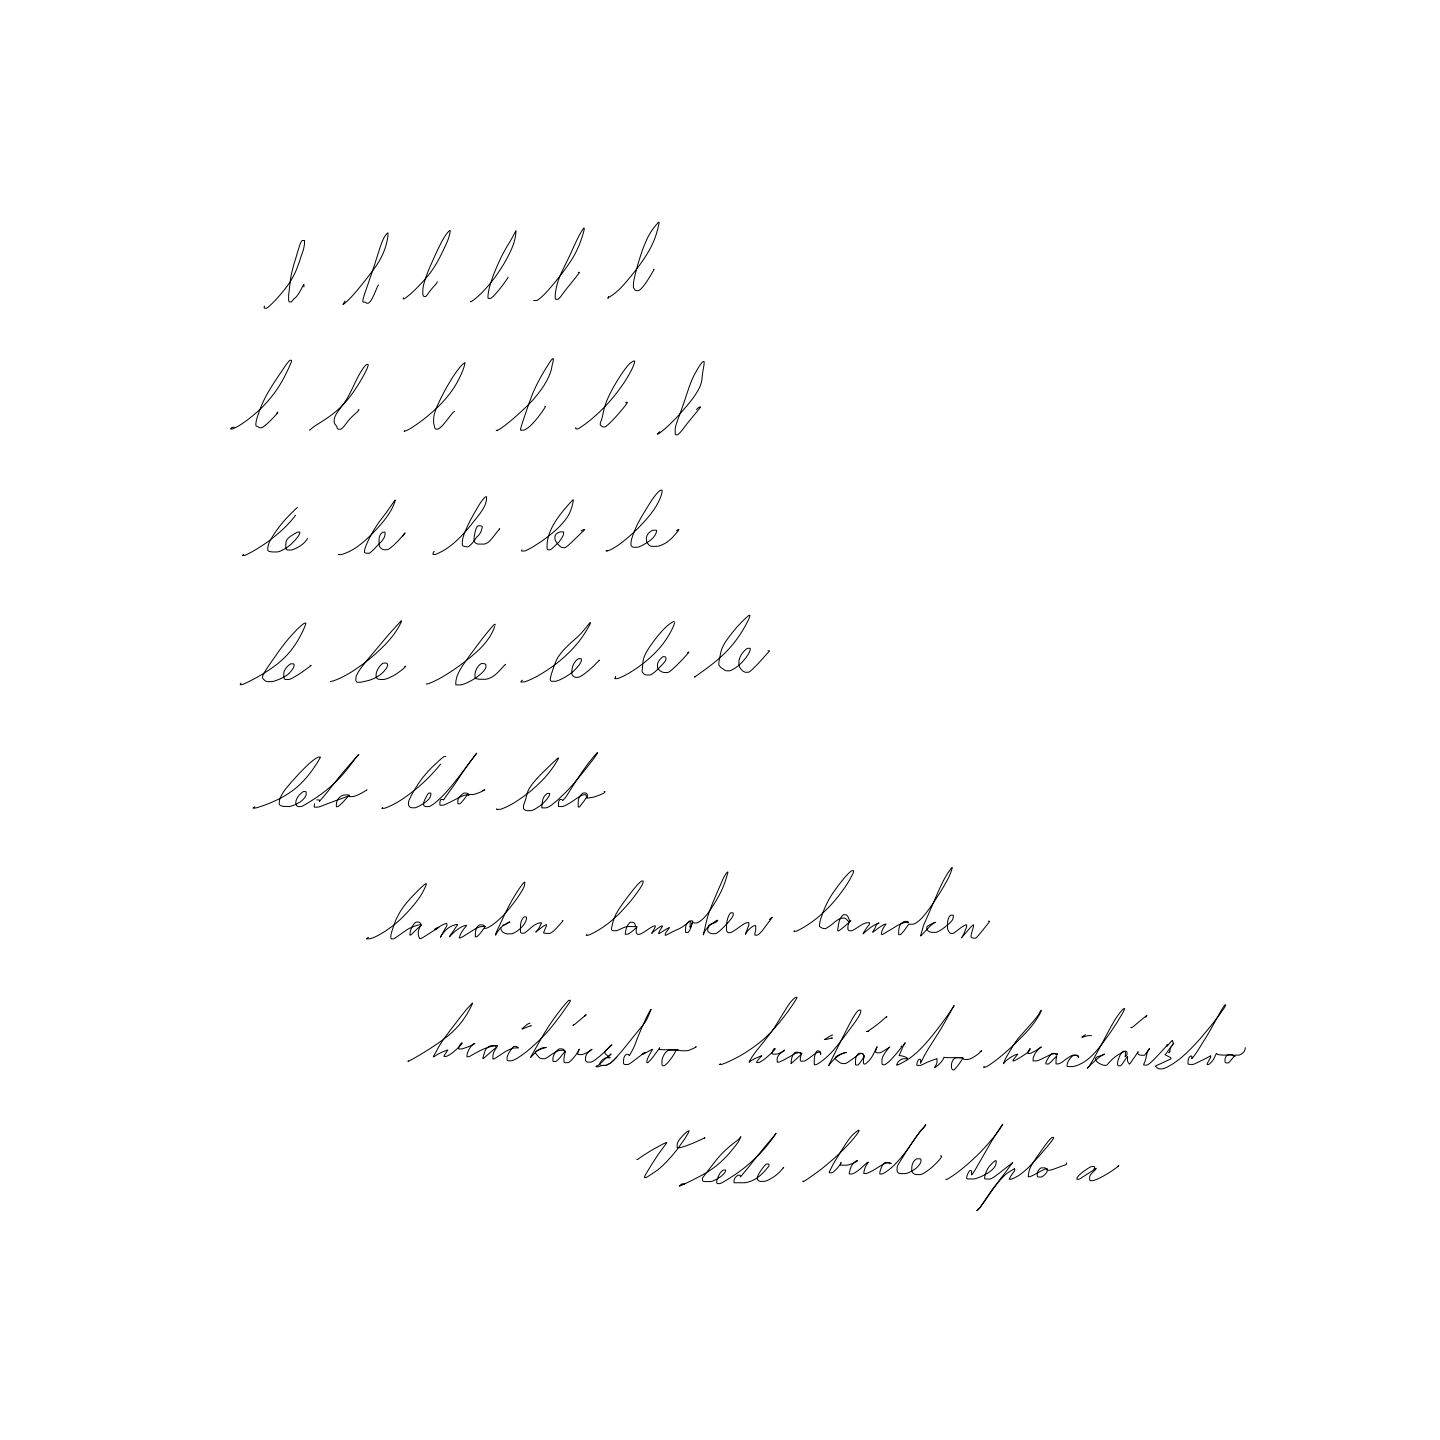 l l l l l l
l l l l l l
le le le le le
le le le le le le
leto leto leto
lamoken lamoken lamoken
hračkárstvo hračkárstvo hračkárstvo
V lete bude teplo a